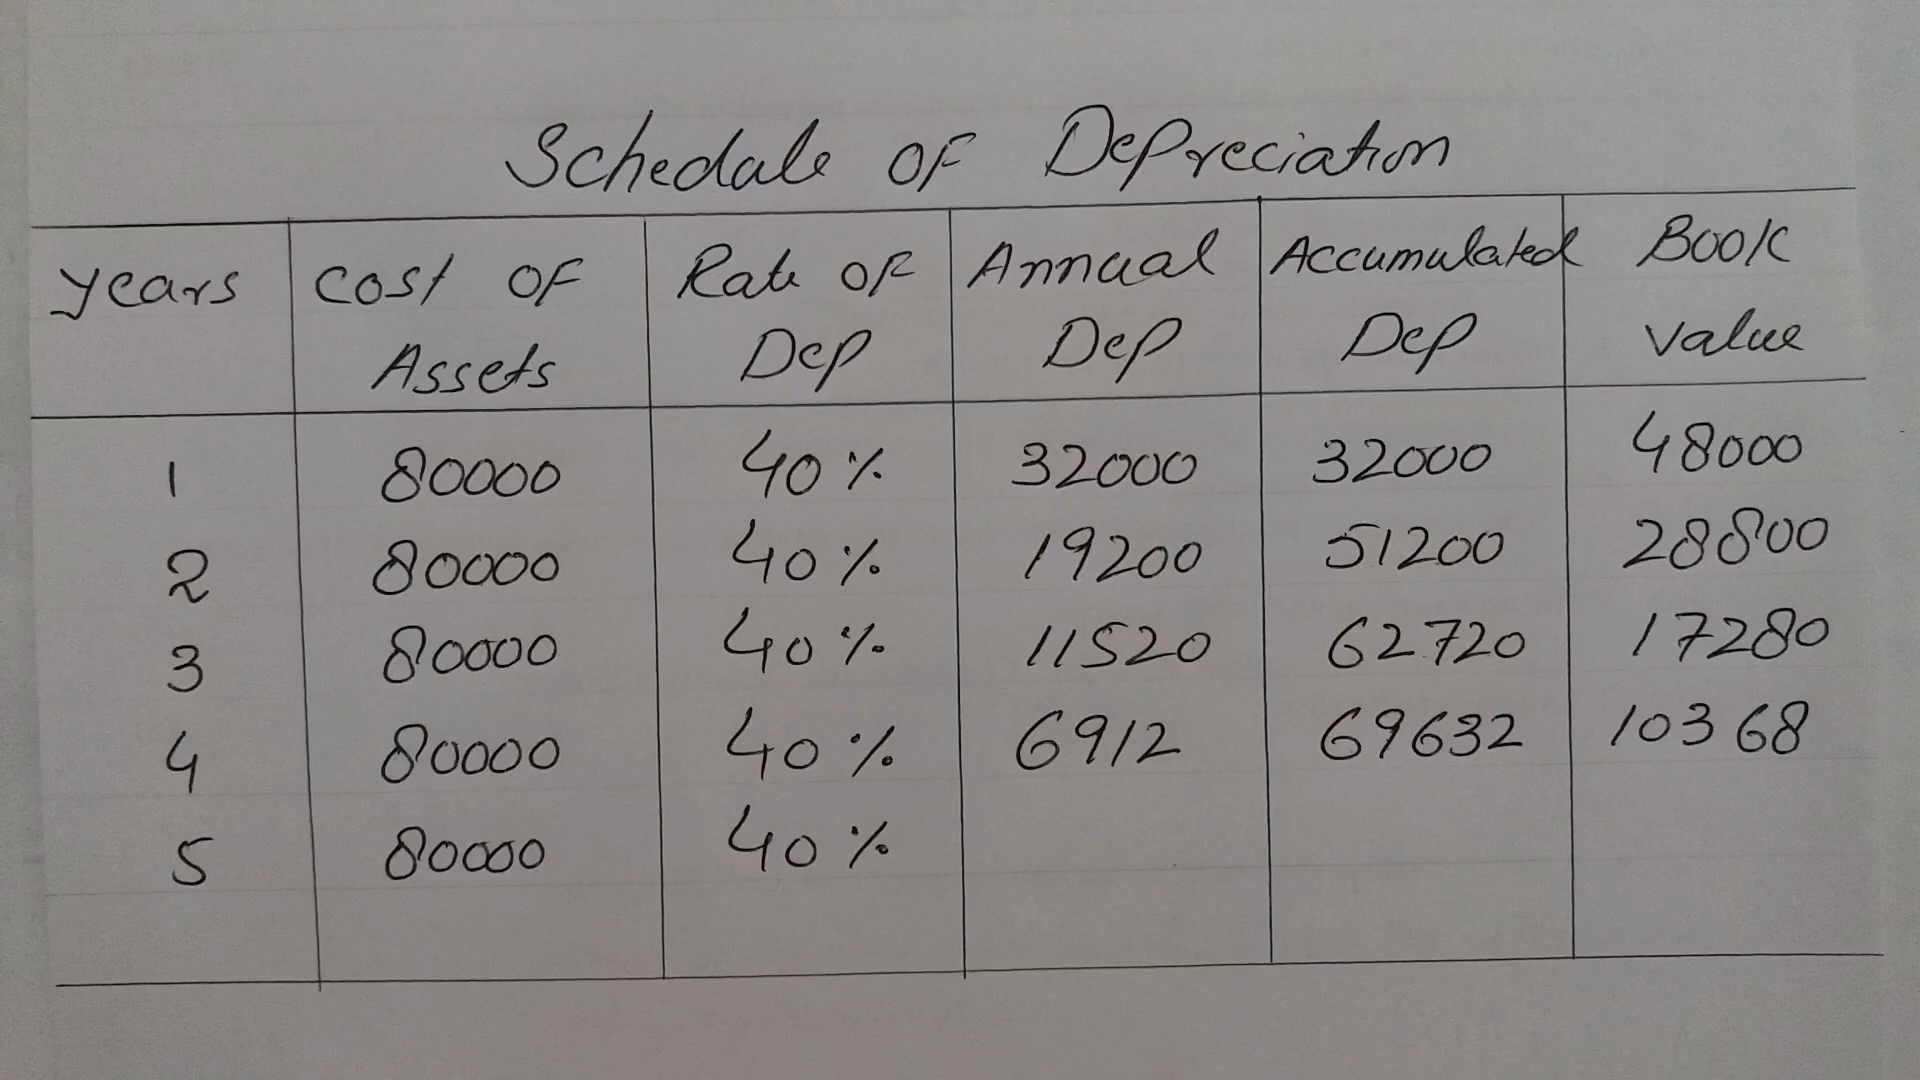 Schedale of Depreciation
years cost of Assets Rate of Dep Annual Dep Accumulated Dep Book value
1 80000 40% 32000 32000 48000
2 80000 40% 19200 51200 28800
3 80000 40% 11520 62720 17280
4 80000 40% 6912 69632 10368
5 80000 40%